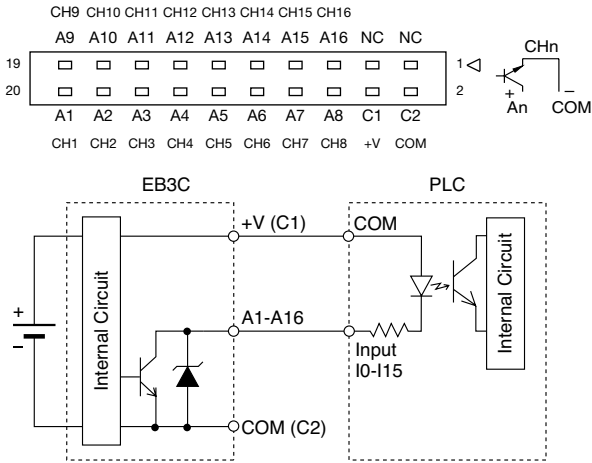 CH9 CH10 CH11 CH12 CH13 CH14 CH15 CH16
A9 A10 A11 A12 A13 A14 A15 A16 NC NC
19 1
20 2
A1 A2 A3 A4 A5 A6 A7 A8 C1 C2
CH1 CH2 CH3 CH4 CH5 CH6 CH7 CH8 +V COM
CHn
+ −
An COM
EB3C PLC
+V (C1) COM
Internal Circuit
Internal Circuit
+
−
A1-A16
Input
I0-I15
COM (C2)